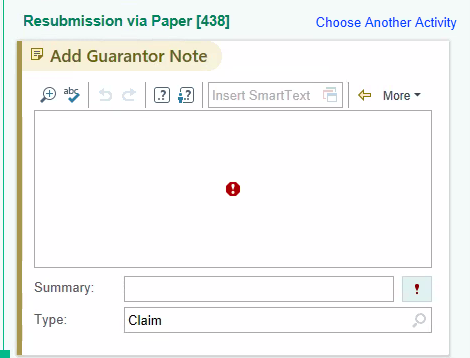 Resubmission via Paper [438]
Choose Another Activity
Add Guarantor Note
abc
Insert SmartText
More
Summary:
Type:
Claim